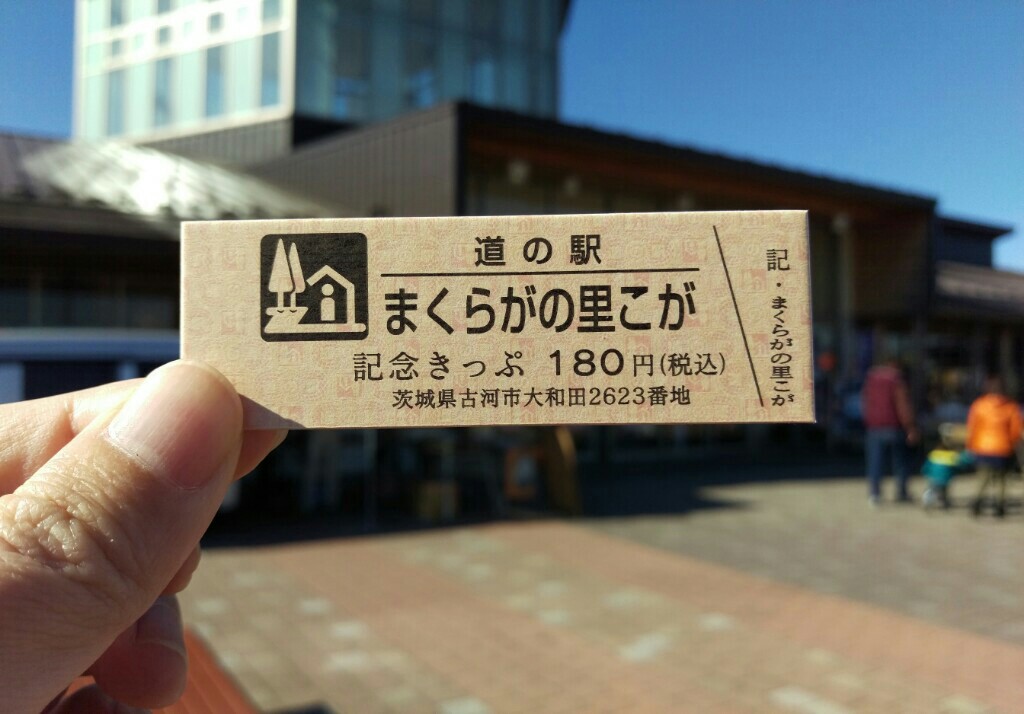 道の駅
まくらがの里こが
記念きっぷ 180円(税込)
茨城県古河市大和田2623番地
記・まくらがの里こが